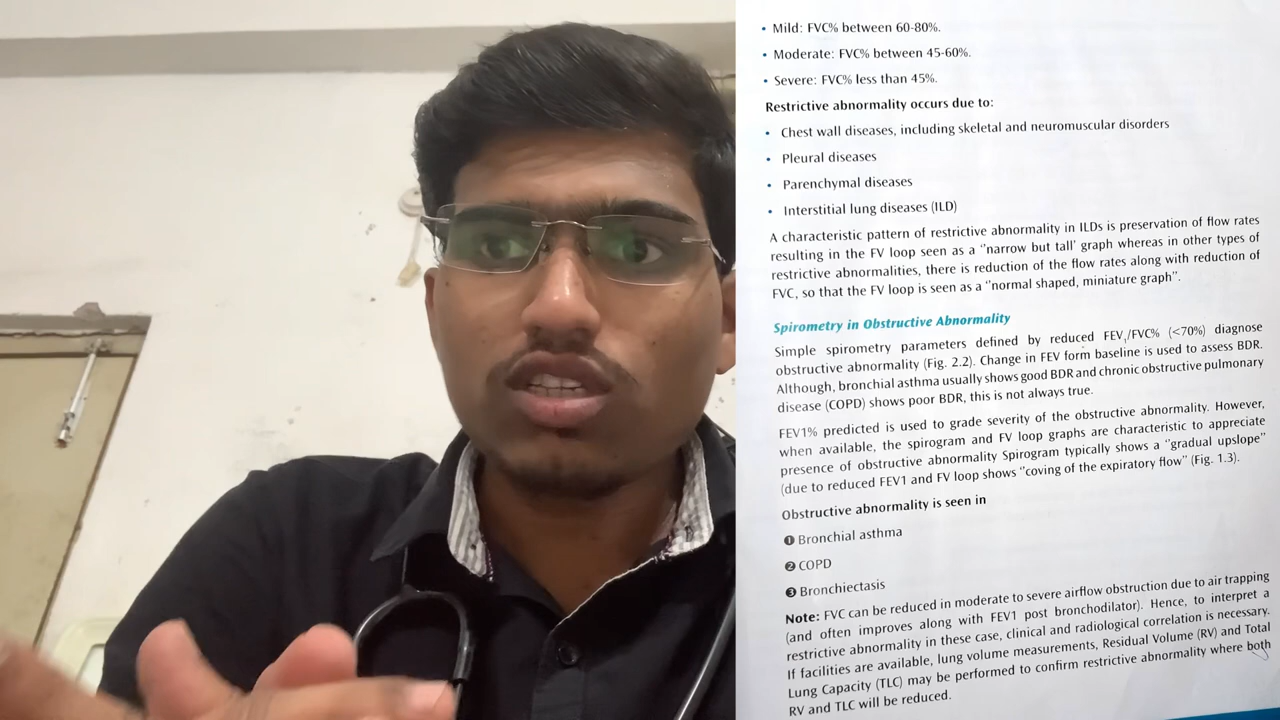 • Mild: FVC% between 60-80%.
• Moderate: FVC% between 45-60%.
• Severe: FVC% less than 45%.
Restrictive abnormality occurs due to:
• Chest wall diseases, including skeletal and neuromuscular disorders
• Pleural diseases
• Parenchymal diseases
• Interstitial lung diseases (ILD)
A characteristic pattern of restrictive abnormality in ILDs is preservation of flow rates
resulting in the FV loop seen as a "narrow but tall' graph whereas in other types of
restrictive abnormalities, there is reduction of the flow rates along with reduction of
FVC, so that the FV loop is seen as a "normal shaped, miniature graph".
Spirometry in Obstructive Abnormality
Simple spirometry parameters defined by reduced FEV₁/FVC% (<70%) diagnose
obstructive abnormality (Fig. 2.2). Change in FEV form baseline is used to assess BDR.
Although, bronchial asthma usually shows good BDR and chronic obstructive pulmonary
disease (COPD) shows poor BDR, this is not always true.
FEV1% predicted is used to grade severity of the obstructive abnormality. However,
when available, the spirogram and FV loop graphs are characteristic to appreciate
presence of obstructive abnormality Spirogram typically shows a "gradual upslope"
(due to reduced FEV1 and FV loop shows "coving of the expiratory flow" (Fig. 1.3).
Obstructive abnormality is seen in
❶ Bronchial asthma
❷ COPD
❸ Bronchiectasis
Note: FVC can be reduced in moderate to severe airflow obstruction due to air trapping
(and often improves along with FEV1 post bronchodilator). Hence, to interpret a
restrictive abnormality in these case, clinical and radiological correlation is necessary.
If facilities are available, lung volume measurements, Residual Volume (RV) and Total
Lung Capacity (TLC) may be performed to confirm restrictive abnormality where both
RV and TLC will be reduced.